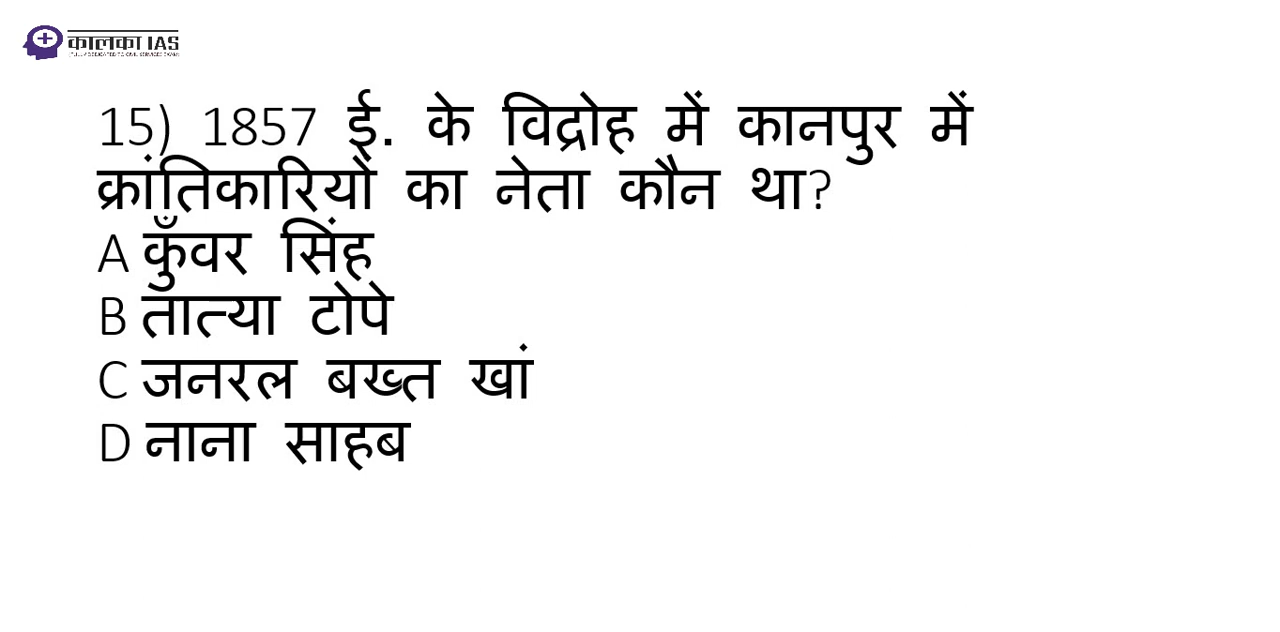 कालका IAS
15) 1857 ई. के विद्रोह में कानपुर में
क्रांतिकारियों का नेता कौन था?
A कुँवर सिंह
B तात्या टोपे
C जनरल बख्त खां
D नाना साहब